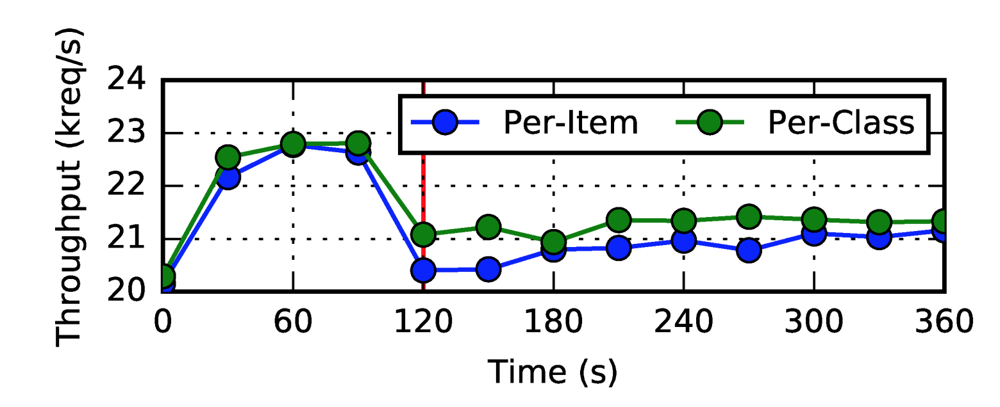 Throughput (kreq/s)
24
23
22
21
20
Per-Item
Per-Class
0 60 120 180 240 300 360
Time (s)